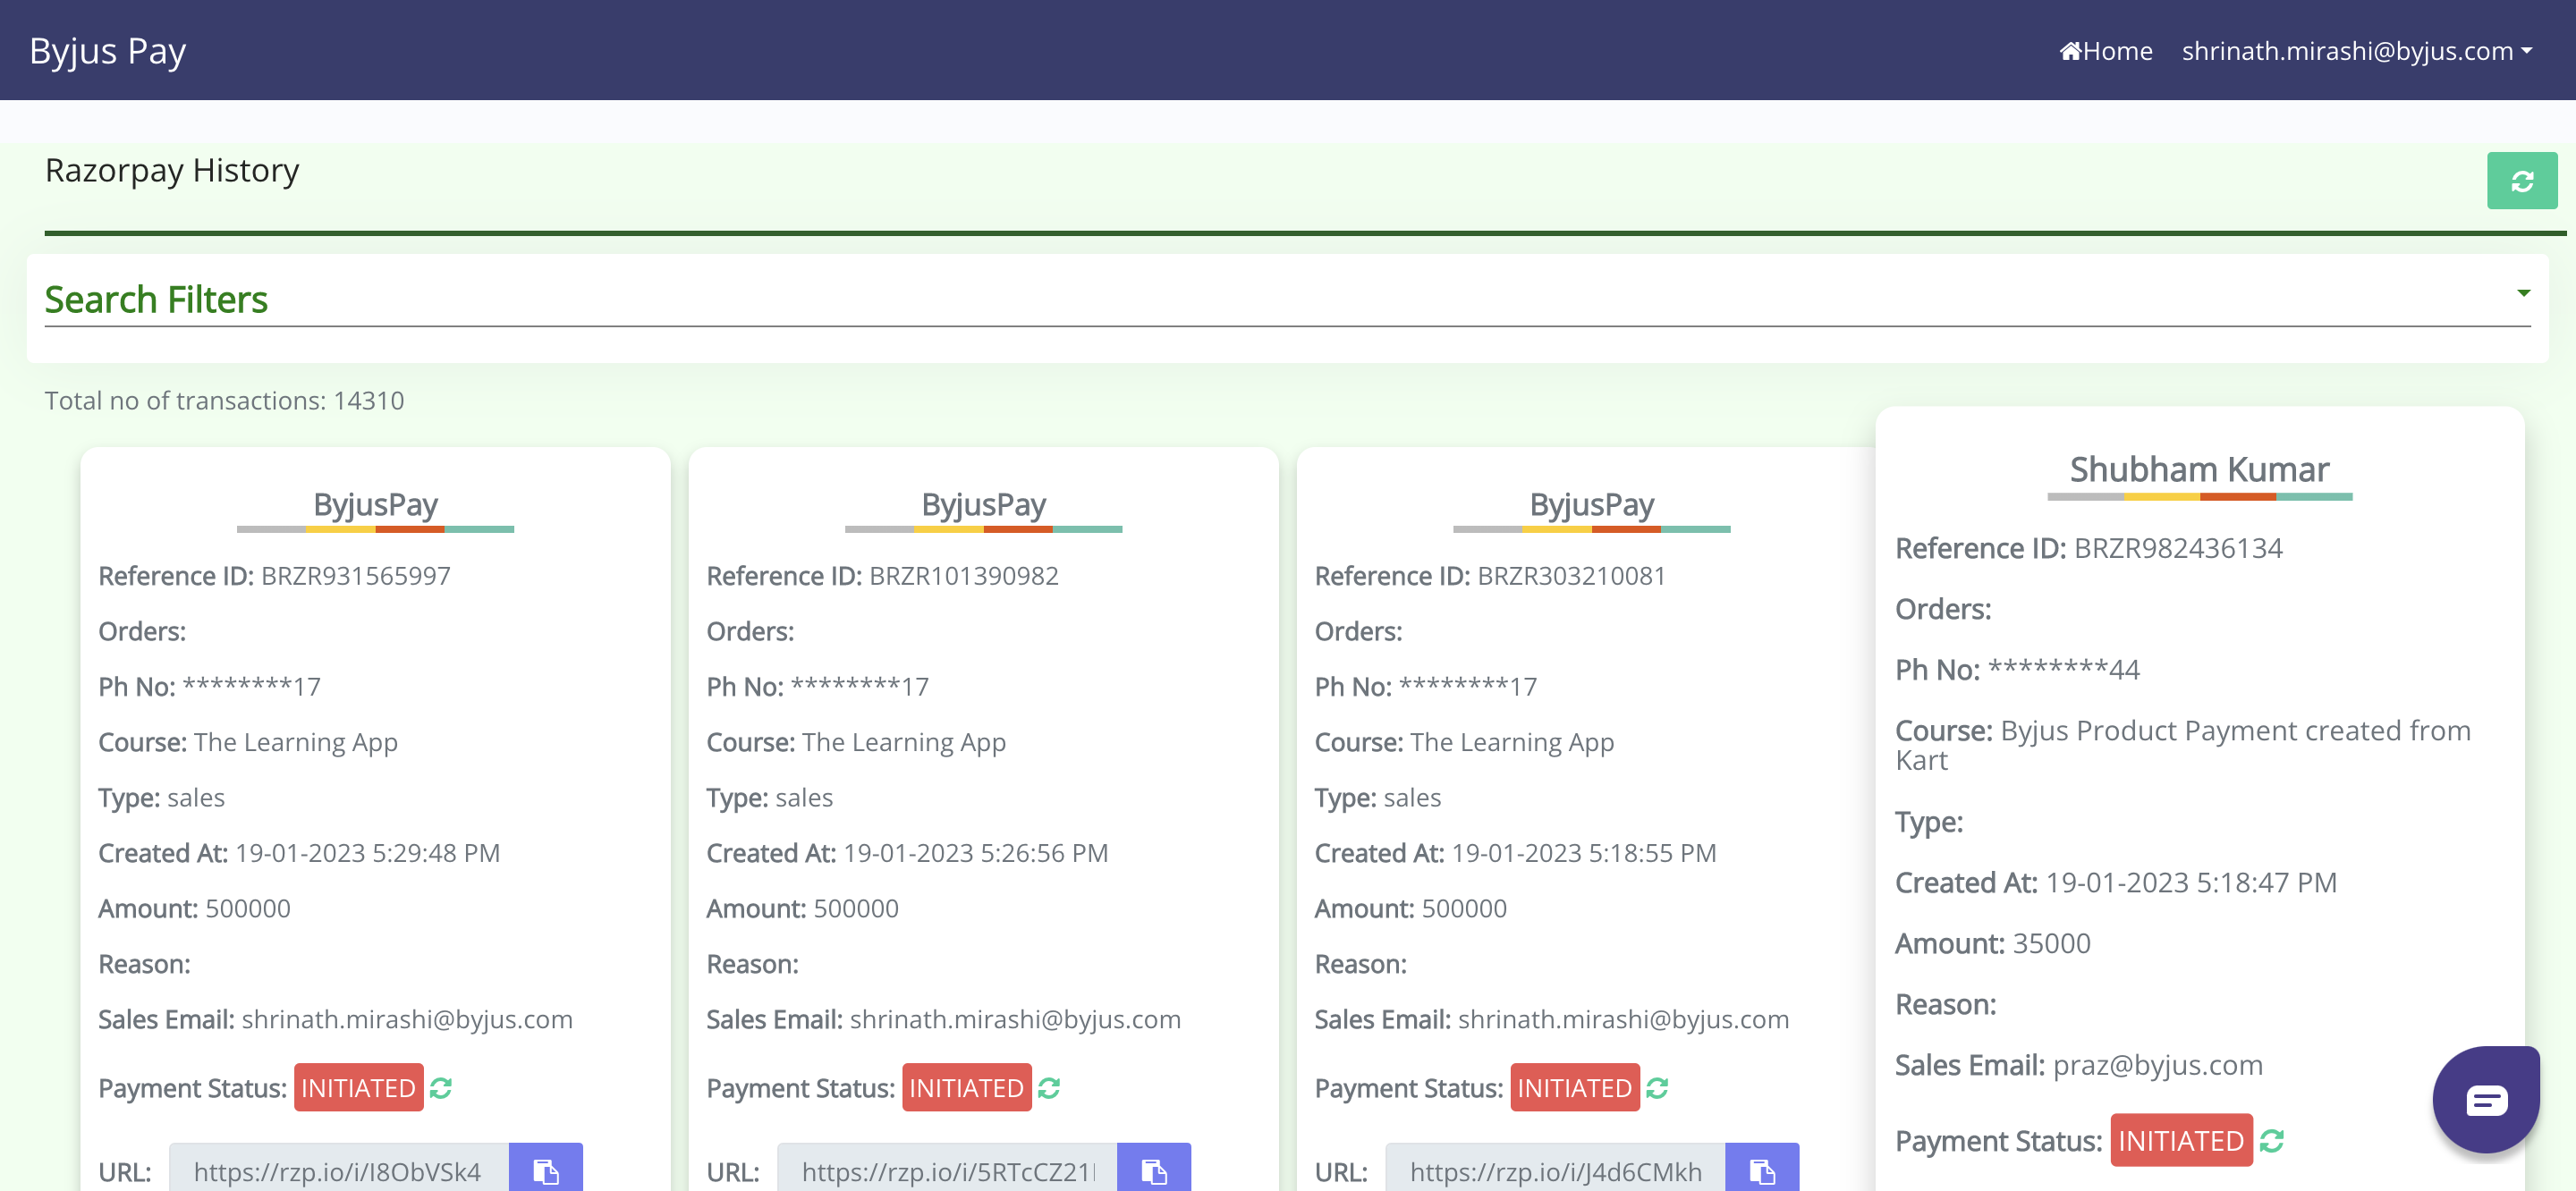 Byjus Pay
Home
shrinath.mirashi@byjus.com
Razorpay History
Search Filters
Total no of transactions: 14310
ByjusPay
Reference ID: BRZR931565997
Orders:
Ph No: ********17
Course: The Learning App
Type: sales
Created At: 19-01-2023 5:29:48 PM
Amount: 500000
Reason:
Sales Email: shrinath.mirashi@byjus.com
Payment Status: INITIATED
URL: https://rzp.io/i/I8ObVSk4
ByjusPay
Reference ID: BRZR101390982
Orders:
Ph No: ********17
Course: The Learning App
Type: sales
Created At: 19-01-2023 5:26:56 PM
Amount: 500000
Reason:
Sales Email: shrinath.mirashi@byjus.com
Payment Status: INITIATED
URL: https://rzp.io/i/5RTcCZ21
ByjusPay
Reference ID: BRZR303210081
Orders:
Ph No: ********17
Course: The Learning App
Type: sales
Created At: 19-01-2023 5:18:55 PM
Amount: 500000
Reason:
Sales Email: shrinath.mirashi@byjus.com
Payment Status: INITIATED
URL: https://rzp.io/i/J4d6CMkh
Shubham Kumar
Reference ID: BRZR982436134
Orders:
Ph No: ********44
Course: Byjus Product Payment created from
Kart
Type:
Created At: 19-01-2023 5:18:47 PM
Amount: 35000
Reason:
Sales Email: praz@byjus.com
Payment Status: INITIATED